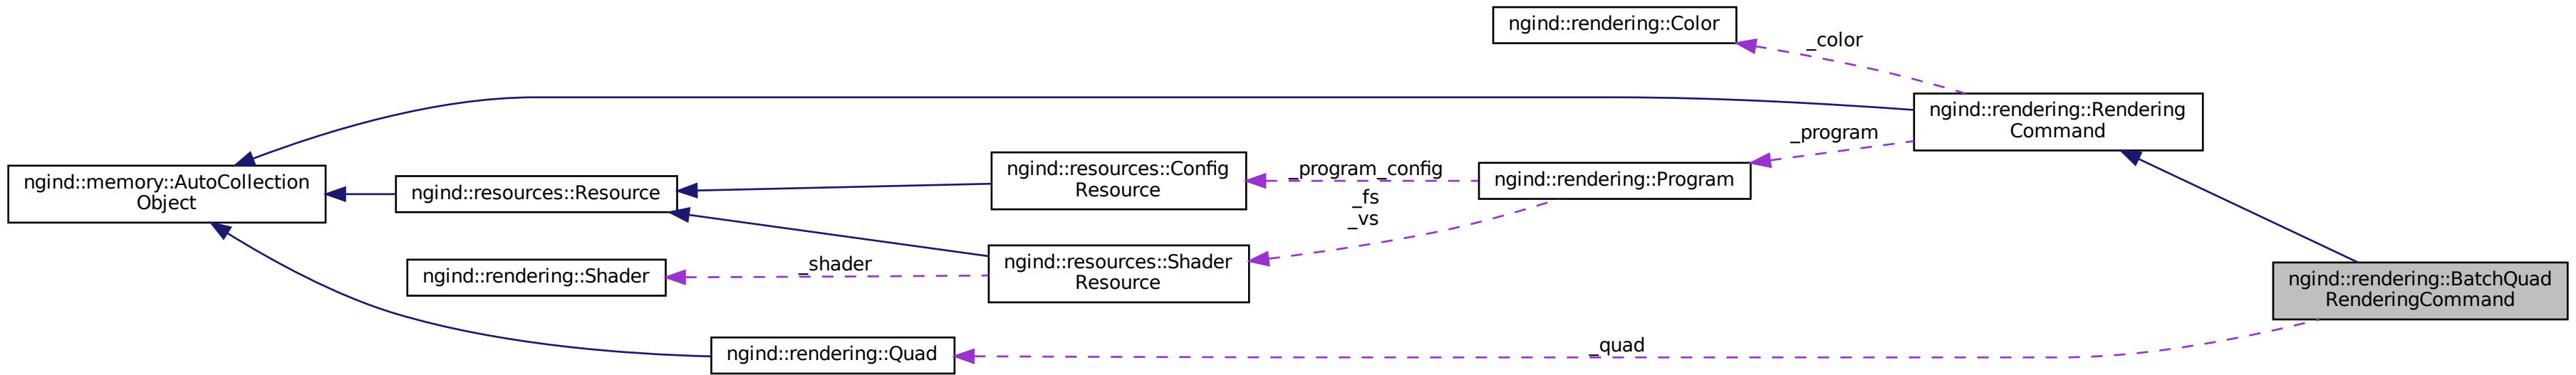 ngind::rendering::Color
_color
ngind::rendering::Rendering
Command
_program
ngind::memory::AutoCollection
Object
ngind::resources::Resource
ngind::resources::Config
Resource
_program_config
ngind::rendering::Program
_fs
_vs
ngind::rendering::Shader
_shader
ngind::resources::Shader
Resource
ngind::rendering::BatchQuad
RenderingCommand
ngind::rendering::Quad
_quad